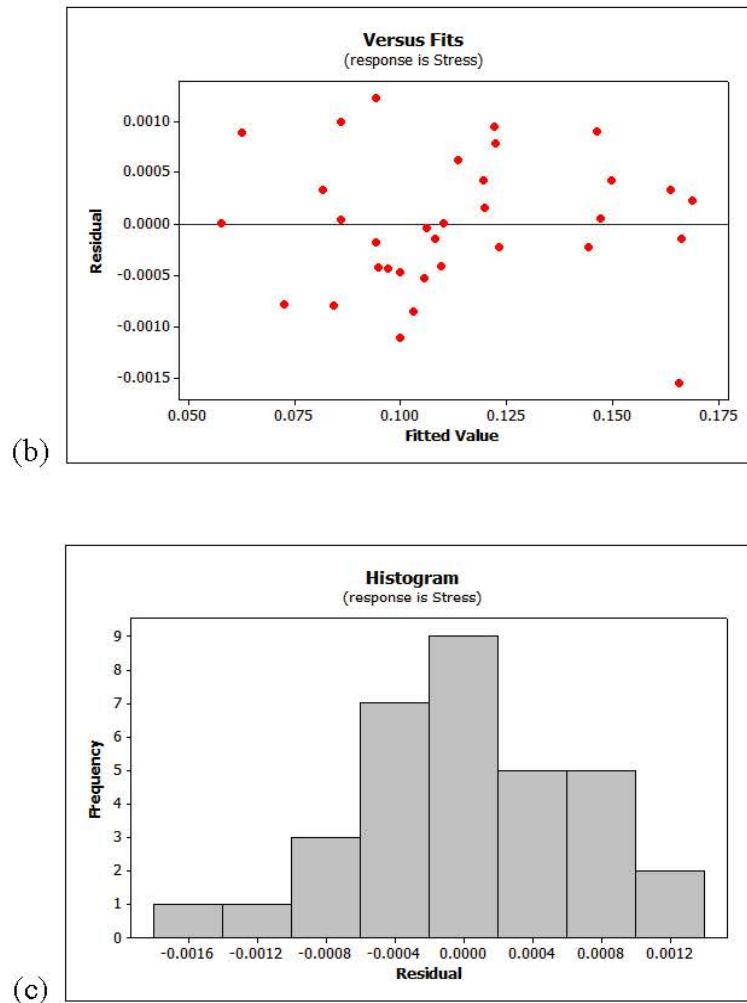 Versus Fits
(response is Stress)
0.0010
0.0005
0.0000
-0.0005
-0.0010
-0.0015
Residual
0.050 0.075 0.100 0.125 0.150 0.175
Fitted Value
(b)
Histogram
(response is Stress)
9
8
7
6
5
4
3
2
1
0
Frequency
-0.0016 -0.0012 -0.0008 -0.0004 0.0000 0.0004 0.0008 0.0012
Residual
(c)